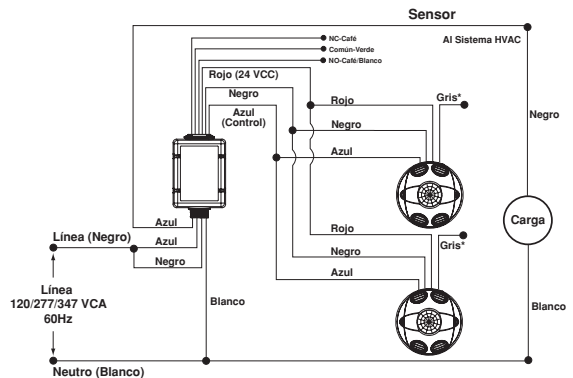 Sensor
NC-Café
Común-Verde
NO-Café/Blanco
Al Sistema HVAC
Rojo (24 VCC)
Negro
Azul
(Control)
Rojo
Gris*
Negro
Negro
Azul
Carga
Rojo
Gris*
Negro
Azul
Azul
Línea (Negro)
Azul
Negro
Línea
120/277/347 VCA
60Hz
Blanco
Blanco
Neutro (Blanco)